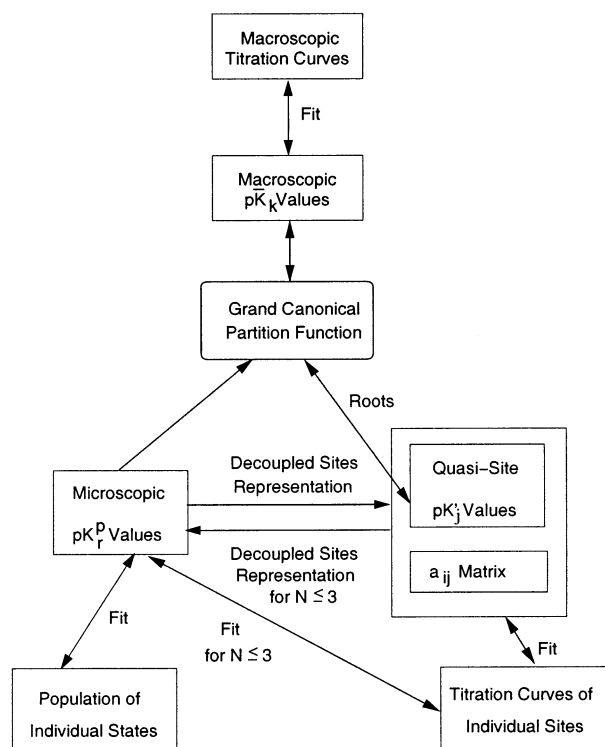 Macroscopic
Titration Curves
Fit
Macroscopic
pK̅ₖ Values
Grand Canonical
Partition Function
Roots
Decoupled Sites
Representation
Quasi−Site
pK'ⱼ Values
Microscopic
pKᵣᵖ Values
Decoupled Sites
Representation
for N ≤ 3
aᵢⱼ Matrix
Fit
Fit
for N ≤ 3
Fit
Population of
Individual States
Titration Curves of
Individual Sites